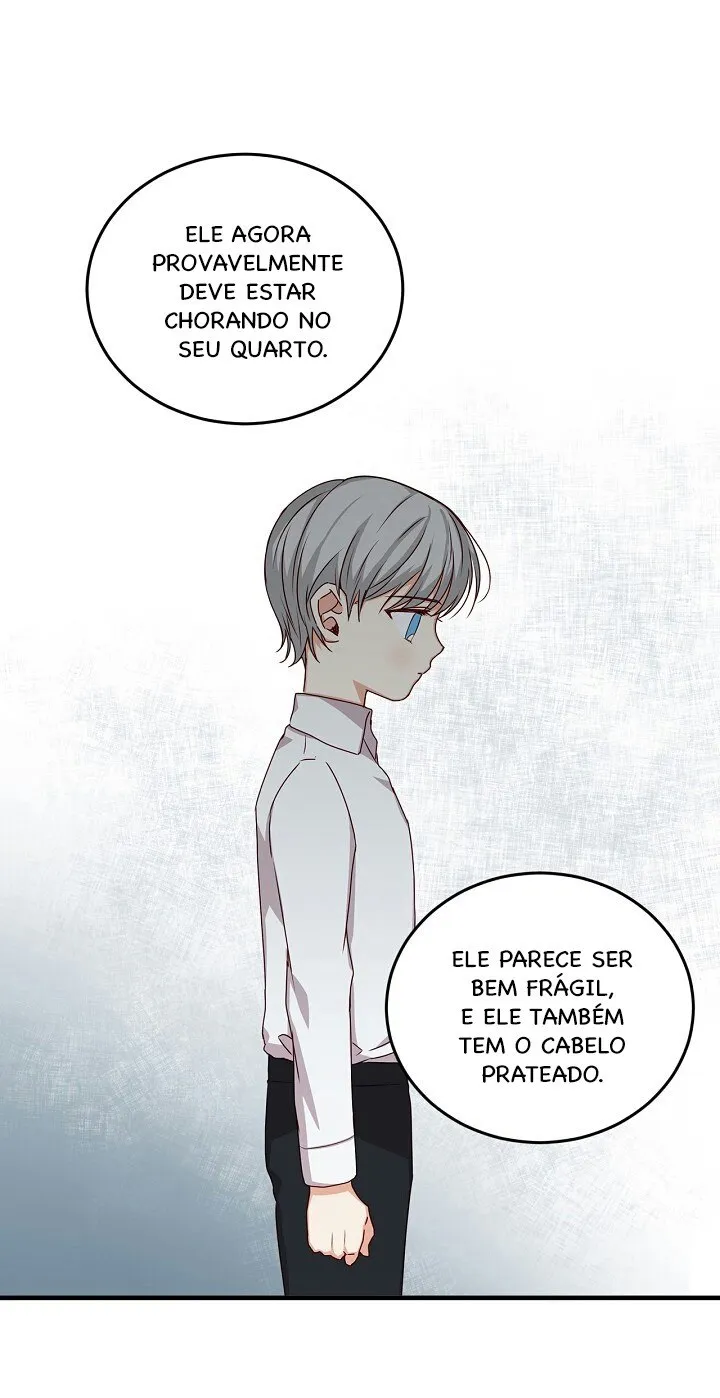 ELE AGORA
PROVAVELMENTE
DEVE ESTAR
CHORANDO NO
SEU QUARTO.
ELE PARECE SER
BEM FRÁGIL,
E ELE TAMBÉM
TEM O CABELO
PRATEADO.